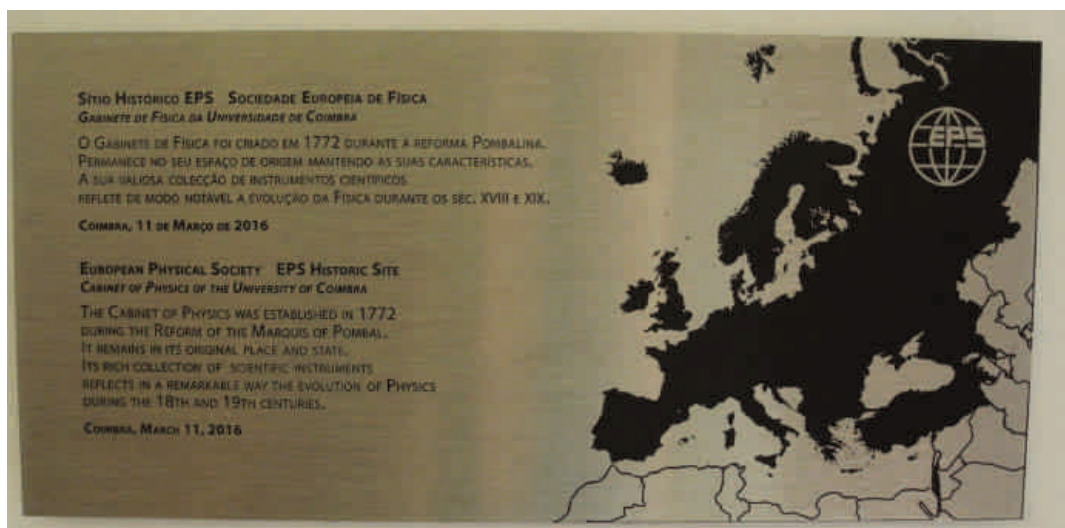 SÍTIO HISTÓRICO EPS SOCIEDADE EUROPEIA DE FÍSICA
GABINETE DE FÍSICA DA UNIVERSIDADE DE COIMBRA
O GABINETE DE FÍSICA FOI CRIADO EM 1772 DURANTE A REFORMA POMBALINA.
PERMANECE NO SEU ESPAÇO DE ORIGEM MANTENDO AS SUAS CARACTERÍSTICAS.
A SUA VALIOSA COLECÇÃO DE INSTRUMENTOS CIENTÍFICOS
REFLETE DE MODO NOTÁVEL A EVOLUÇÃO DA FÍSICA DURANTE OS SÉC. XVIII E XIX.
COIMBRA, 11 DE MARÇO DE 2016
EUROPEAN PHYSICAL SOCIETY EPS HISTORIC SITE
CABINET OF PHYSICS OF THE UNIVERSITY OF COIMBRA
THE CABINET OF PHYSICS WAS ESTABLISHED IN 1772
DURING THE REFORM OF THE MARQUIS OF POMBAL.
IT REMAINS IN ITS ORIGINAL PLACE AND STATE.
ITS RICH COLLECTION OF SCIENTIFIC INSTRUMENTS
REFLECTS IN A REMARKABLE WAY THE EVOLUTION OF PHYSICS
DURING THE 18TH AND 19TH CENTURIES.
COIMBRA, MARCH 11, 2016
EPS